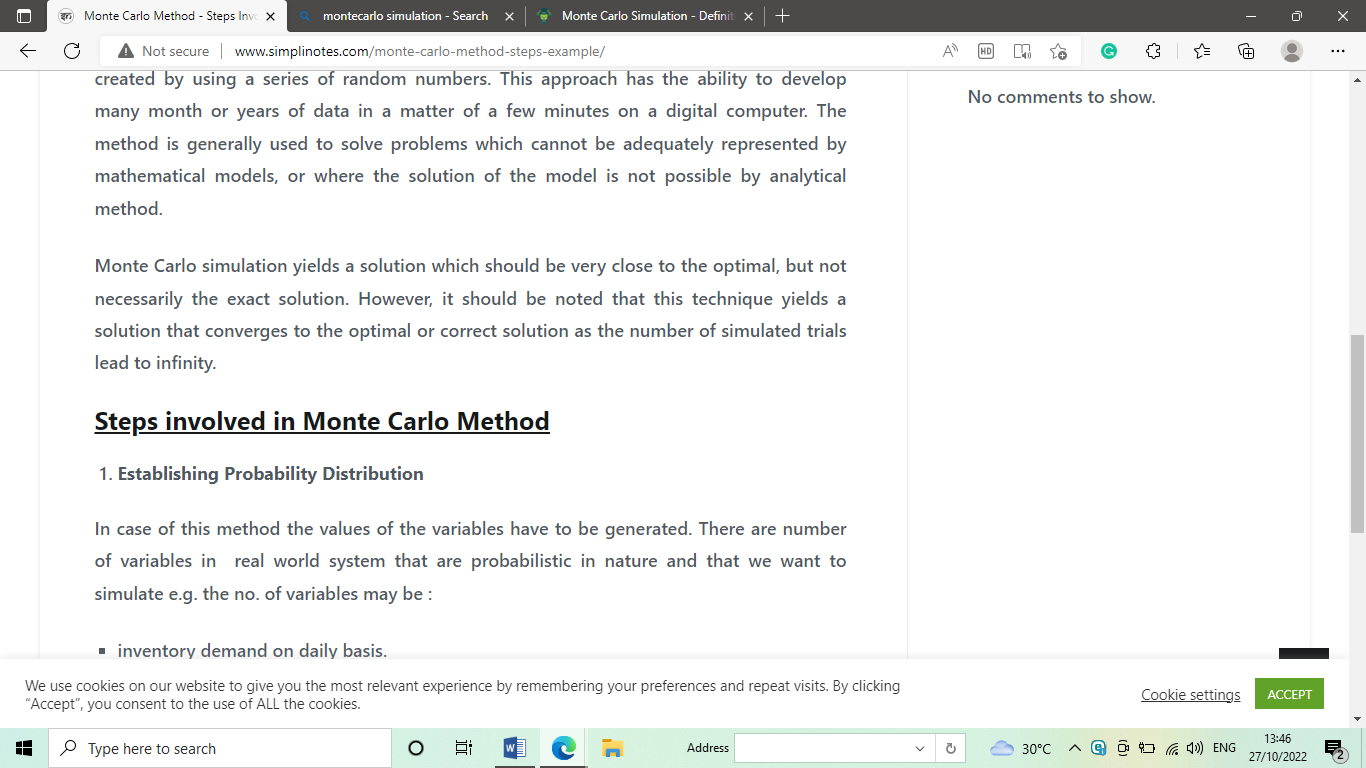 Monte Carlo Method - Steps Inv
montecarlo simulation - Search
Monte Carlo Simulation - Definit
Not secure
www.simplinotes.com/monte-carlo-method-steps-example/
HD
created by using a series of random numbers. This approach has the ability to develop
many month or years of data in a matter of a few minutes on a digital computer. The
method is generally used to solve problems which cannot be adequately represented by
mathematical models, or where the solution of the model is not possible by analytical
method.
Monte Carlo simulation yields a solution which should be very close to the optimal, but not
necessarily the exact solution. However, it should be noted that this technique yields a
solution that converges to the optimal or correct solution as the number of simulated trials
lead to infinity.
Steps involved in Monte Carlo Method
1. Establishing Probability Distribution
In case of this method the values of the variables have to be generated. There are number
of variables in real world system that are probabilistic in nature and that we want to
simulate e.g. the no. of variables may be :
▪ inventory demand on daily basis.
No comments to show.
We use cookies on our website to give you the most relevant experience by remembering your preferences and repeat visits. By clicking
“Accept”, you consent to the use of ALL the cookies.
Cookie settings
ACCEPT
Type here to search
Address
30°C
ENG
13:46
27/10/2022
2